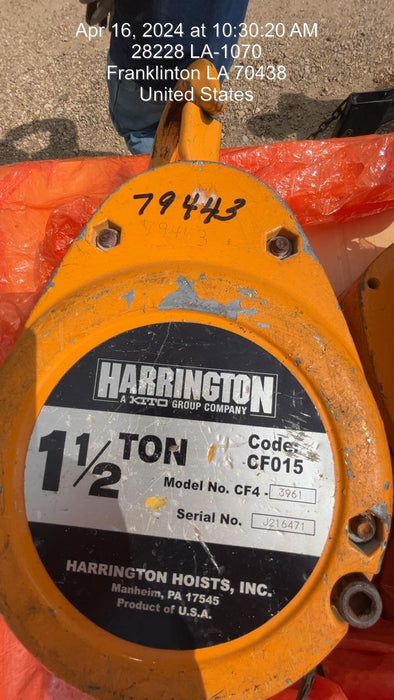 Apr 16, 2024 at 10:30:20 AM
28228 LA-1070
Franklinton LA 70438
United States
79443
59443
HARRINGTON
A KITO GROUP COMPANY
1 1/2 TON
Code:
CF015
Model No. CF4 - 3961
Serial No. J216471
HARRINGTON HOISTS, INC.
Manheim, PA 17545
Product of U.S.A.